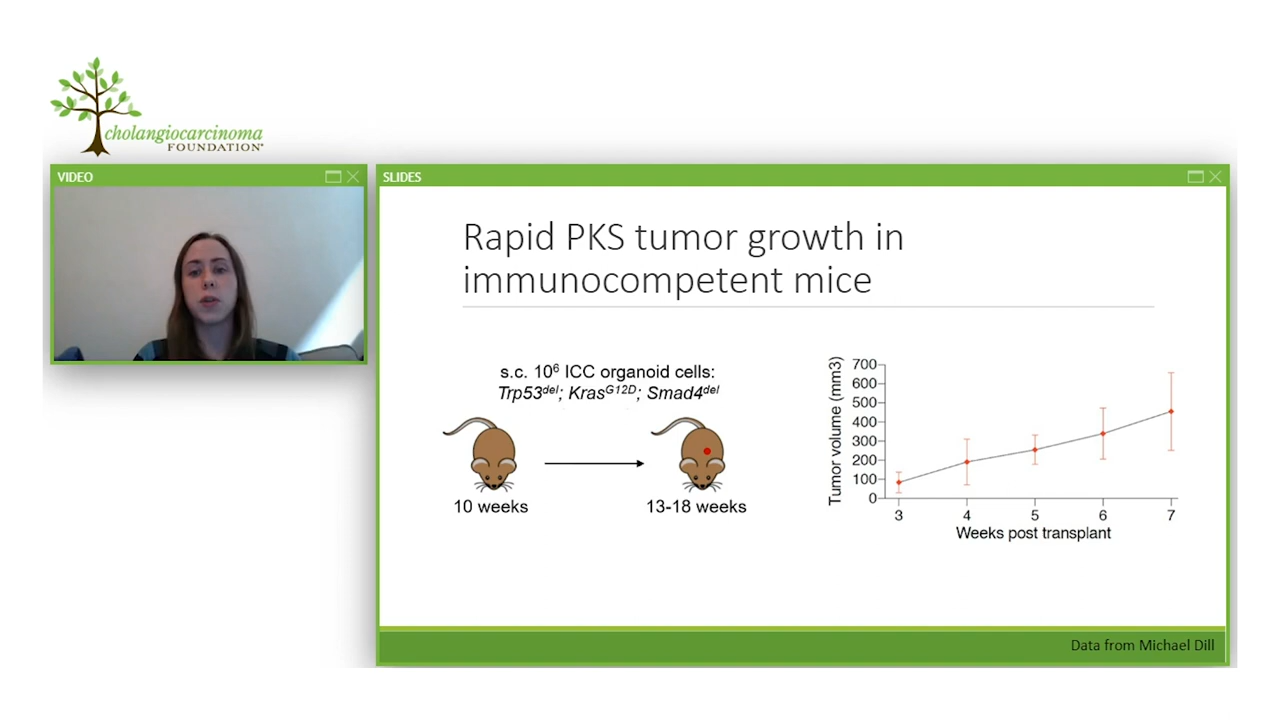 cholangiocarcinoma
FOUNDATION®
VIDEO
SLIDES
Rapid PKS tumor growth in
immunocompetent mice
s.c. 10⁶ ICC organoid cells:
Trp53ᵈᵉˡ; Krasᴳ¹²ᴰ; Smad4ᵈᵉˡ
10 weeks
13-18 weeks
Tumor volume (mm3)
700
600
500
400
300
200
100
0
3 4 5 6 7
Weeks post transplant
Data from Michael Dill